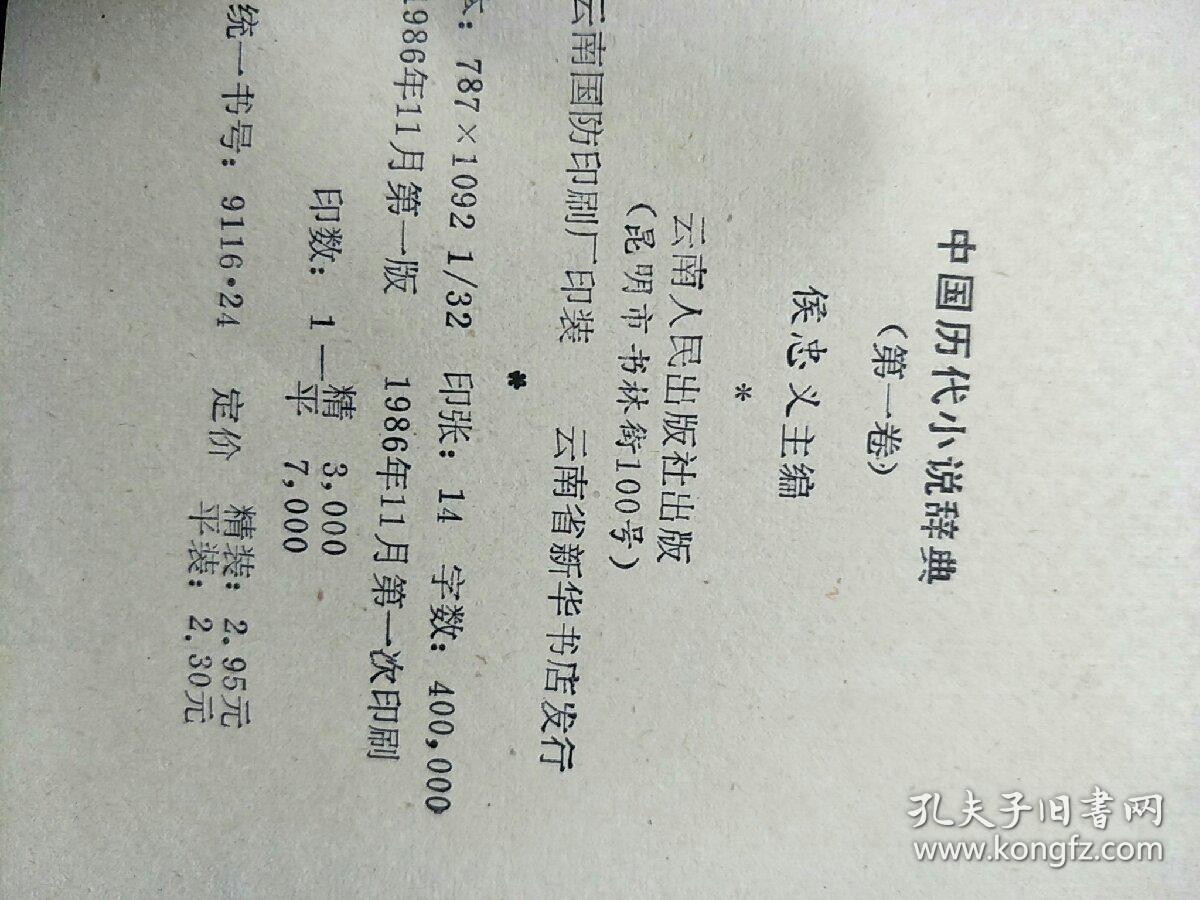 中国历代小说辞典
（第一卷）
侯忠义主编
*
云南人民出版社出版
（昆明市书林街100号）
云南国防印刷厂印装 云南省新华书店发行
*
：787×1092 1/32 印张：14 字数：400,000
1986年11月第一版 1986年11月第一次印刷
印数：1—精 3,000
平 7,000
统一书号：9116·24 定价 精装：2.95元
平装：2.30元
孔夫子旧书网
www.kongfz.com